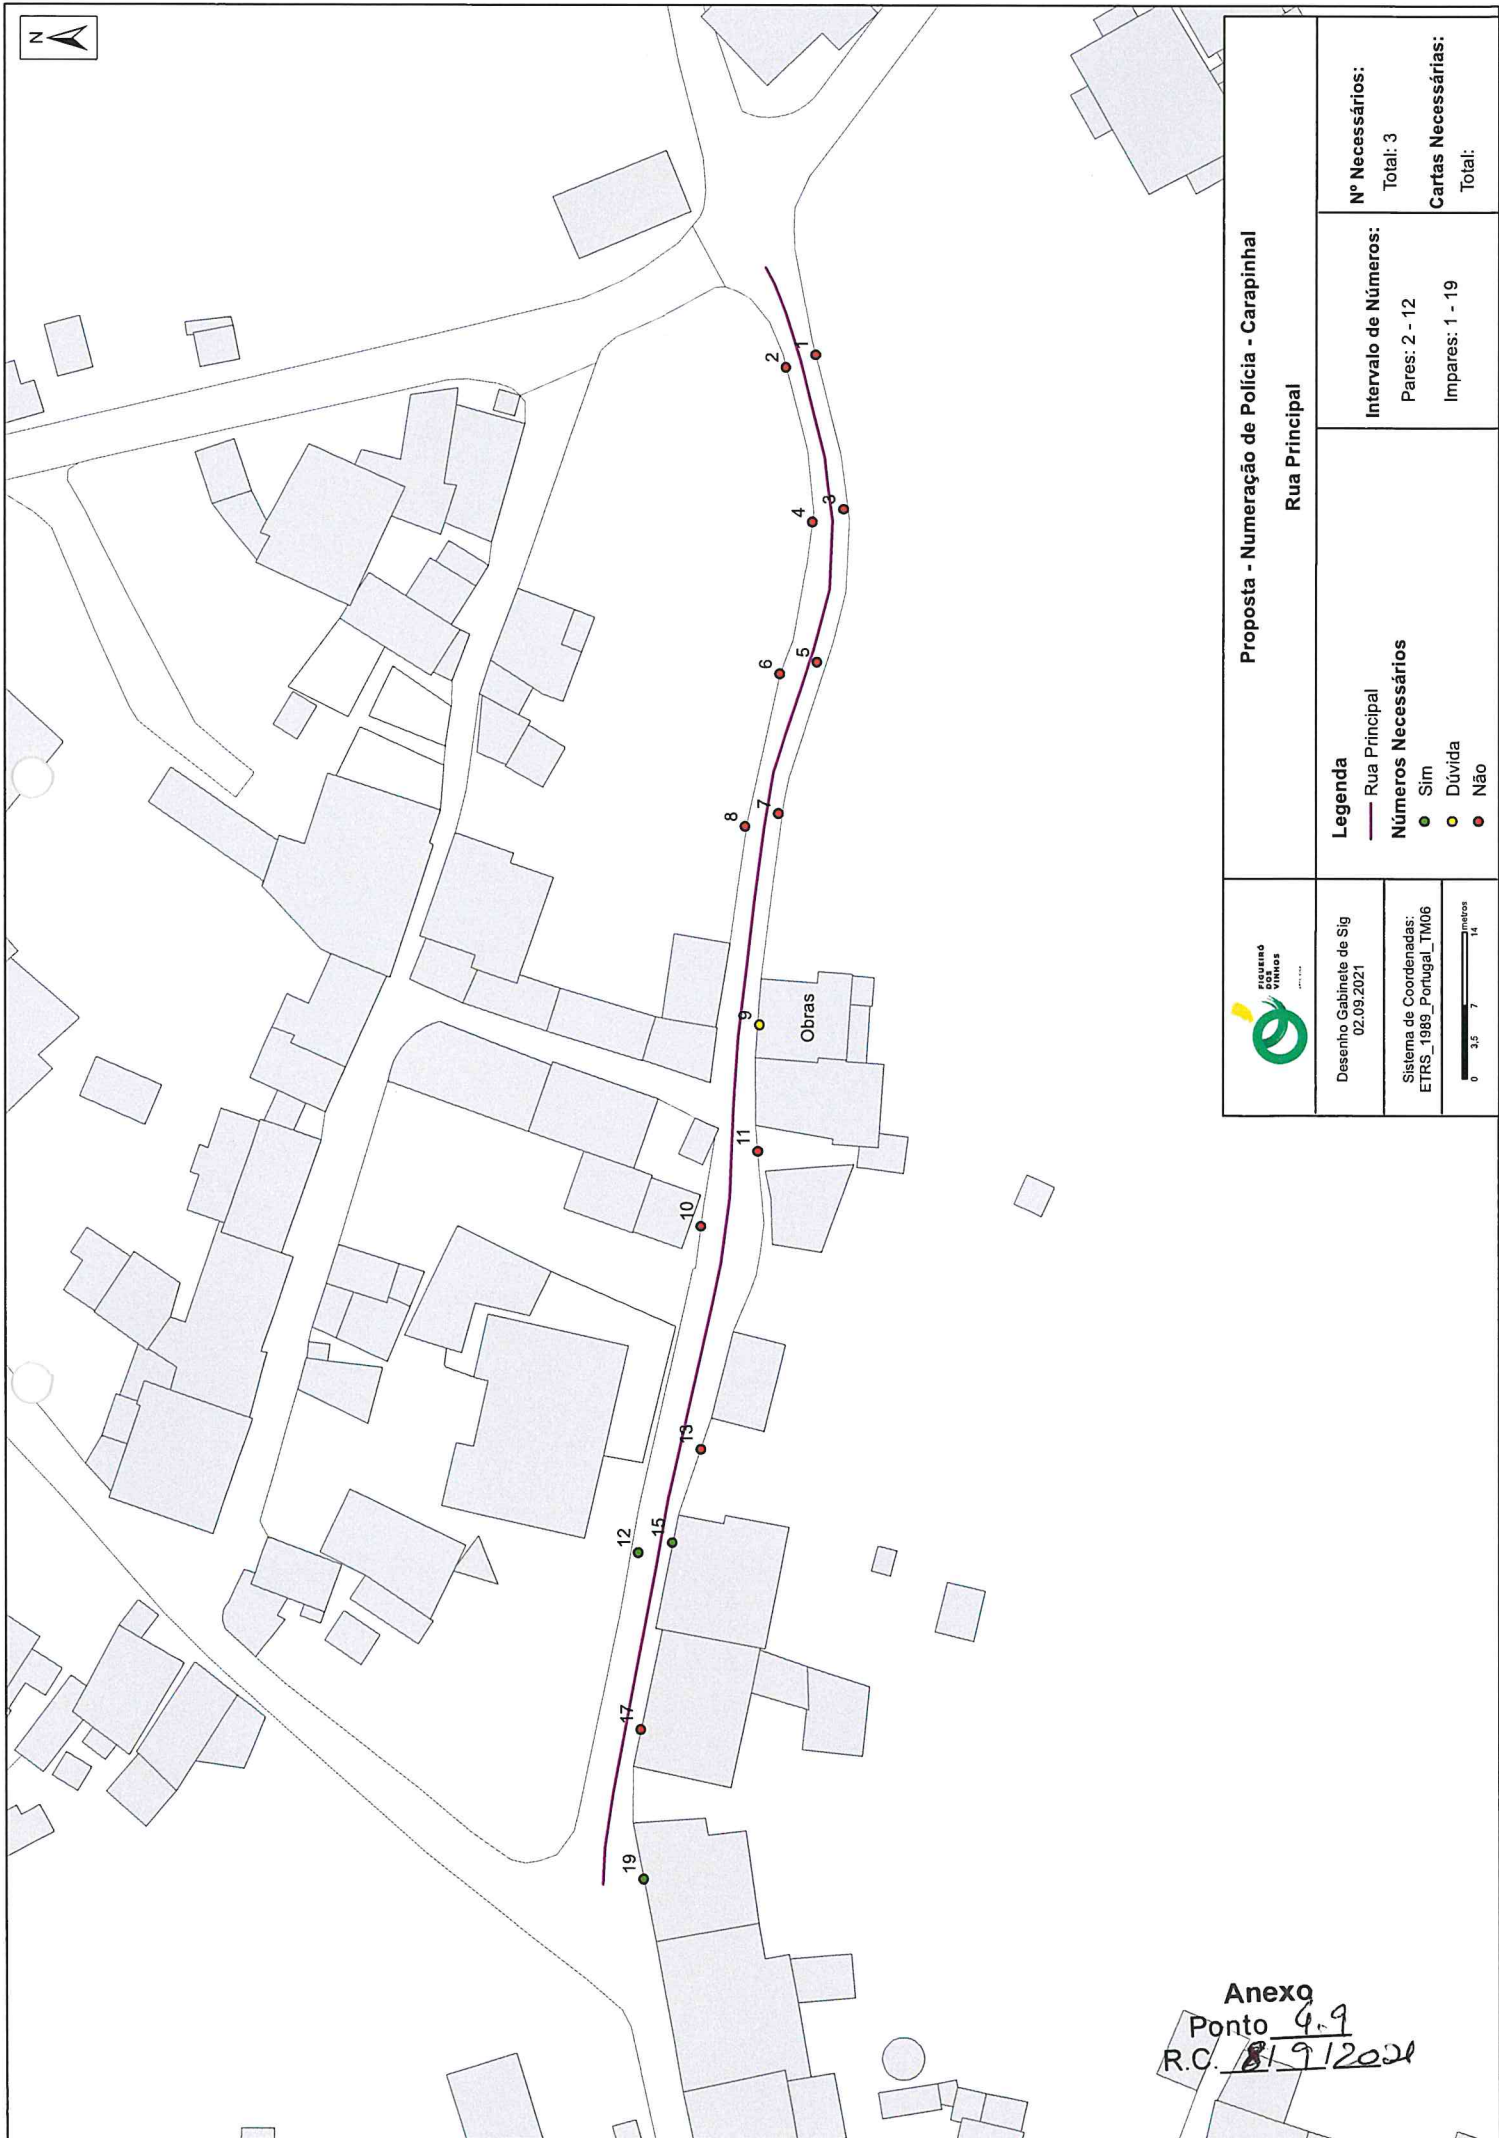 N
2
1
4
3
6
5
8
7
9
Obras
11
10
13
12
15
17
19
Proposta - Numeração de Polícia - Carapinhal
Rua Principal
FIGUEIRÓ
DOS
VINHOS
Desenho Gabinete de Sig
02.09.2021
Sistema de Coordenadas:
ETRS_1989_Portugal_TM06
0 3,5 7 14
metros
Legenda
Rua Principal
Números Necessários
Sim
Dúvida
Não
Intervalo de Números:
Pares: 2 - 12
Impares: 1 - 19
Nº Necessários:
Total: 3
Cartas Necessárias:
Total:
Anexo
Ponto 4.9
R.C. 8/9/2021